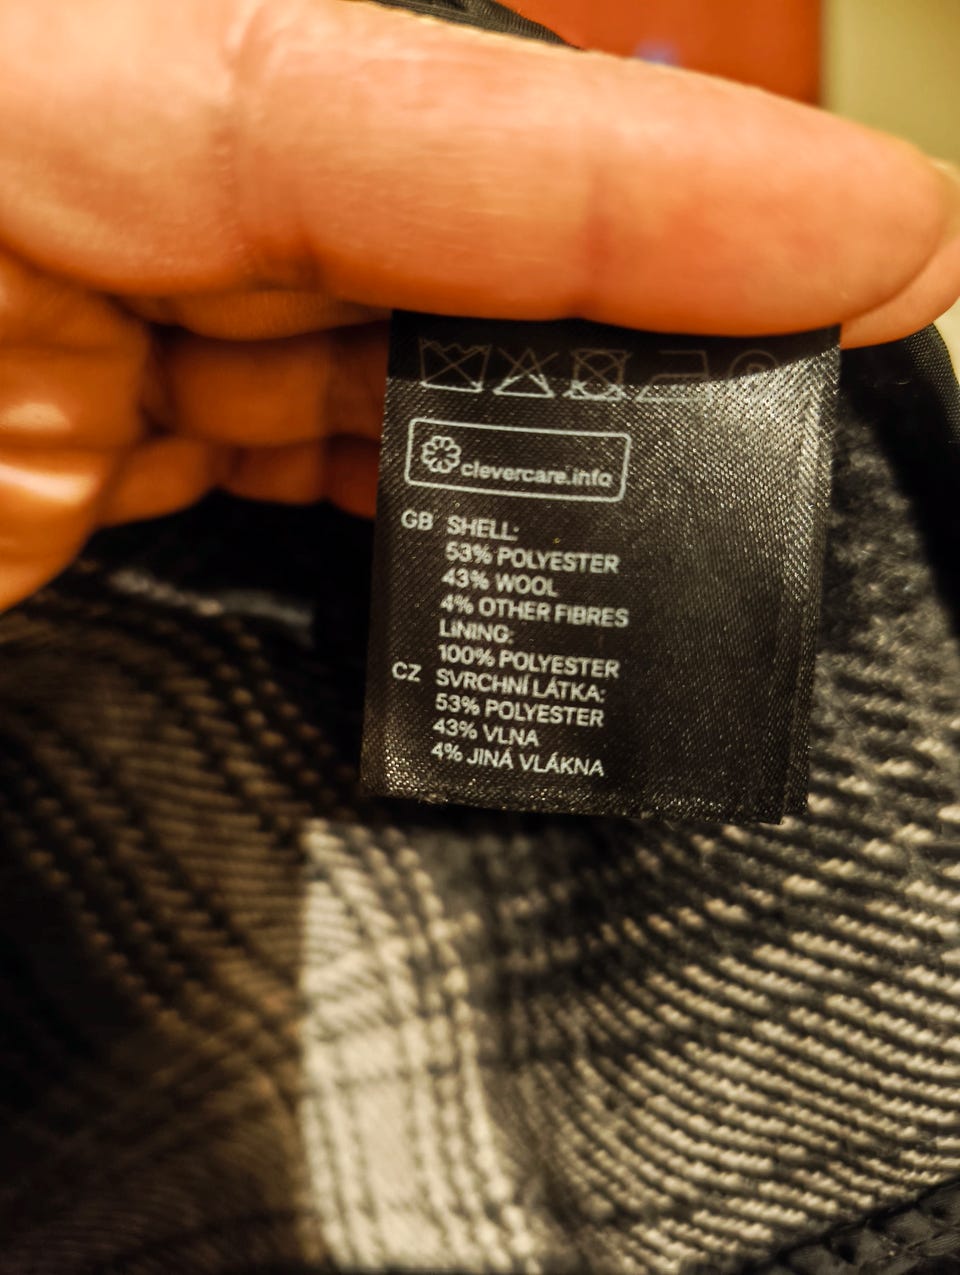 clevercare.info
GB SHELL:
53% POLYESTER
43% WOOL
4% OTHER FIBRES
LINING:
100% POLYESTER
CZ SVRCHNÍ LÁTKA:
53% POLYESTER
43% VLNA
4% JINÁ VLÁKNA